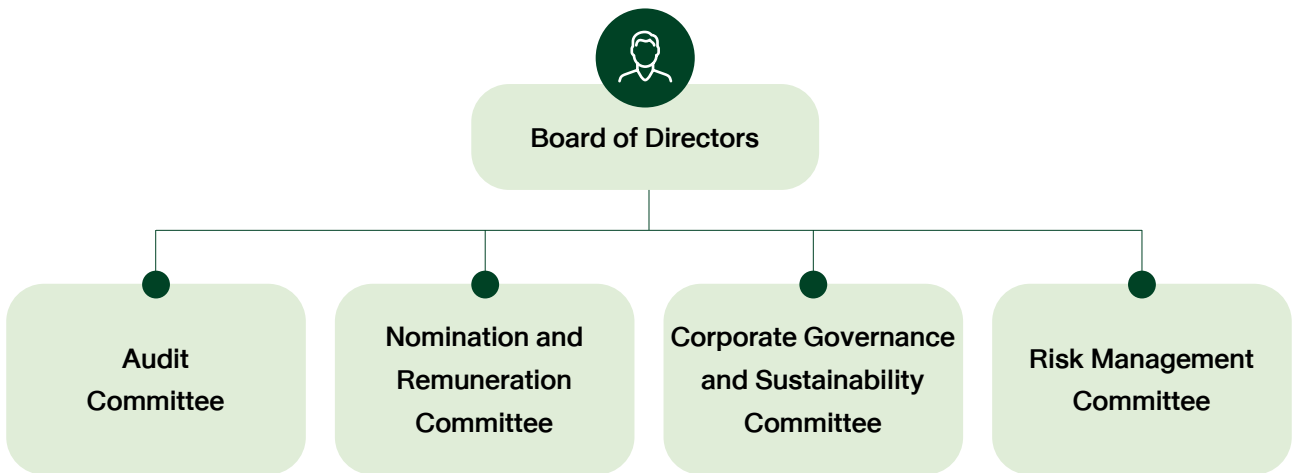 Board of Directors
Audit
Committee
Nomination and
Remuneration
Committee
Corporate Governance
and Sustainability
Committee
Risk Management
Committee